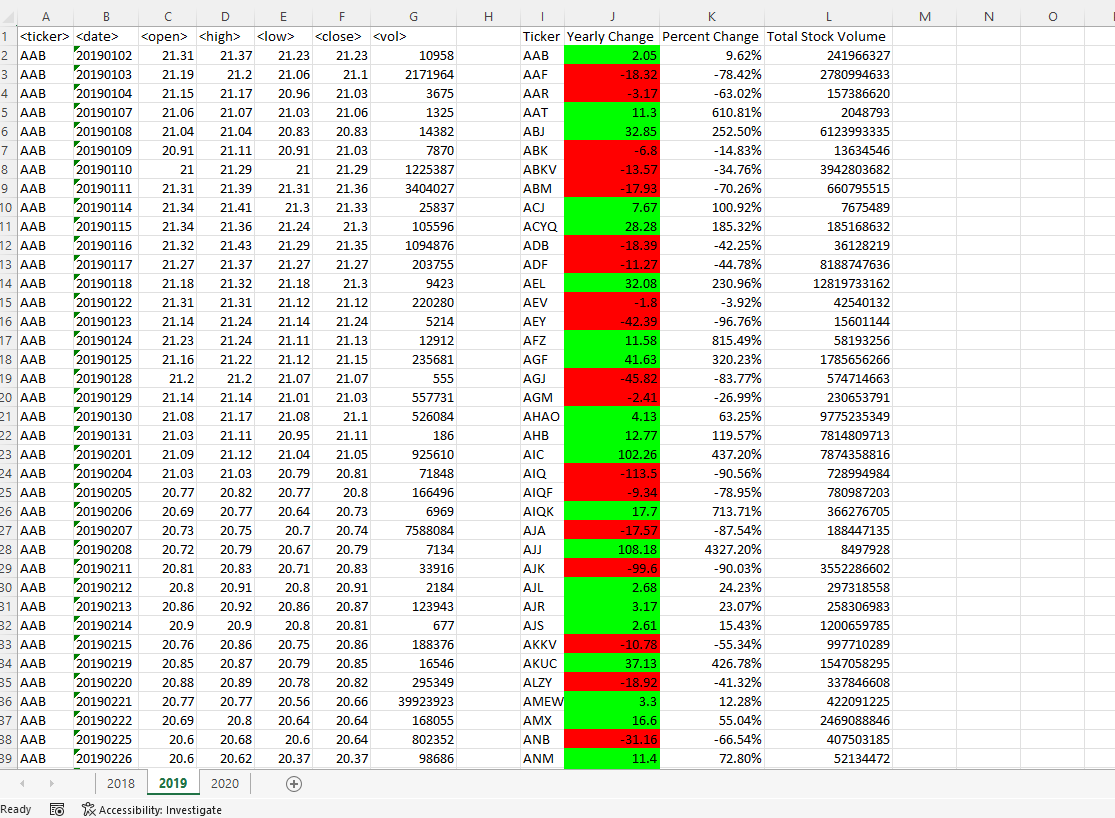 A B C D E F G H I J K L M N O
1 <ticker> <date> <open> <high> <low> <close> <vol> Ticker Yearly Change Percent Change Total Stock Volume
2 AAB 20190102 21.31 21.37 21.23 21.23 10958 AAB 2.05 9.62% 241966327
3 AAB 20190103 21.19 21.2 21.06 21.1 2171964 AAF -18.32 -78.42% 2780994633
4 AAB 20190104 21.15 21.17 20.96 21.03 3675 AAR -3.17 -63.02% 157386620
5 AAB 20190107 21.06 21.07 21.03 21.06 1325 AAT 11.3 610.81% 2048793
6 AAB 20190108 21.04 21.04 20.83 20.83 14382 ABJ 32.85 252.50% 6123993335
7 AAB 20190109 20.91 21.11 20.91 21.03 7870 ABK -6.8 -14.83% 13634546
8 AAB 20190110 21 21.29 21 21.29 1225387 ABKV -13.57 -34.76% 3942803682
9 AAB 20190111 21.31 21.39 21.31 21.36 3404027 ABM -17.93 -70.26% 660795515
10 AAB 20190114 21.34 21.41 21.3 21.33 25837 ACJ 7.67 100.92% 7675489
11 AAB 20190115 21.34 21.36 21.24 21.3 105596 ACYQ 28.28 185.32% 185168632
12 AAB 20190116 21.32 21.43 21.29 21.35 1094876 ADB -18.39 -42.25% 36128219
13 AAB 20190117 21.27 21.37 21.27 21.27 203755 ADF -11.27 -44.78% 8188747636
14 AAB 20190118 21.18 21.32 21.18 21.3 9423 AEL 32.08 230.96% 12819733162
15 AAB 20190122 21.31 21.31 21.12 21.12 220280 AEV -1.8 -3.92% 42540132
16 AAB 20190123 21.14 21.24 21.14 21.24 5214 AEY -42.39 -96.76% 15601144
17 AAB 20190124 21.23 21.24 21.11 21.13 12912 AFZ 11.58 815.49% 58193256
18 AAB 20190125 21.16 21.22 21.12 21.15 235681 AGF 41.63 320.23% 1785656266
19 AAB 20190128 21.2 21.2 21.07 21.07 555 AGJ -45.82 -83.77% 574714663
20 AAB 20190129 21.14 21.14 21.01 21.03 557731 AGM -2.41 -26.99% 230653791
21 AAB 20190130 21.08 21.17 21.08 21.1 526084 AHAO 4.13 63.25% 9775235349
22 AAB 20190131 21.03 21.11 20.95 21.11 186 AHB 12.77 119.57% 7814809713
23 AAB 20190201 21.09 21.12 21.04 21.05 925610 AIC 102.26 437.20% 7874358816
24 AAB 20190204 21.03 21.03 20.79 20.81 71848 AIQ -113.5 -90.56% 728994984
25 AAB 20190205 20.77 20.82 20.77 20.8 166496 AIQF -9.34 -78.95% 780987203
26 AAB 20190206 20.69 20.77 20.64 20.73 6969 AIQK 17.7 713.71% 366276705
27 AAB 20190207 20.73 20.75 20.7 20.74 7588084 AJA -17.57 -87.54% 188447135
28 AAB 20190208 20.72 20.79 20.67 20.79 7134 AJJ 108.18 4327.20% 8497928
29 AAB 20190211 20.81 20.83 20.71 20.83 33916 AJK -99.6 -90.03% 3552286602
30 AAB 20190212 20.8 20.91 20.8 20.91 2184 AJL 2.68 24.23% 297318558
31 AAB 20190213 20.86 20.92 20.86 20.87 123943 AJR 3.17 23.07% 258306983
32 AAB 20190214 20.9 20.9 20.8 20.81 677 AJS 2.61 15.43% 1200659785
33 AAB 20190215 20.76 20.86 20.75 20.86 188376 AKKV -10.78 -55.34% 997710289
34 AAB 20190219 20.85 20.87 20.79 20.85 16546 AKUC 37.13 426.78% 1547058295
35 AAB 20190220 20.88 20.89 20.78 20.82 295349 ALZY -18.92 -41.32% 337846608
36 AAB 20190221 20.77 20.77 20.56 20.66 39923923 AMEW 3.3 12.28% 422091225
37 AAB 20190222 20.69 20.8 20.64 20.64 168055 AMX 16.6 55.04% 2469088846
38 AAB 20190225 20.6 20.68 20.6 20.64 802352 ANB -31.16 -66.54% 407503185
39 AAB 20190226 20.6 20.62 20.37 20.37 98686 ANM 11.4 72.80% 52134472
2018 2019 2020
Ready Accessibility: Investigate